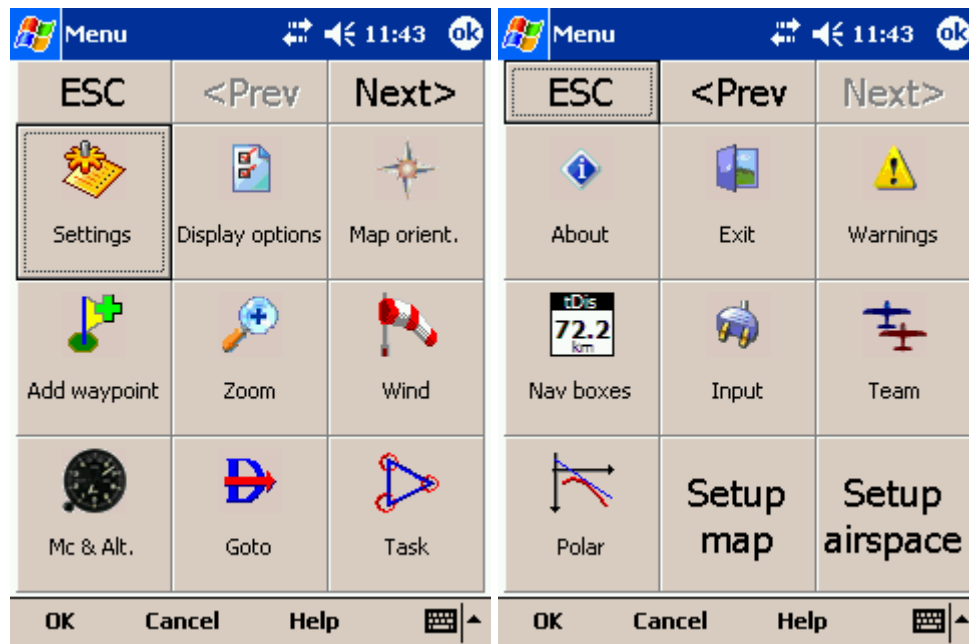 Menu 11:43 ok
ESC <Prev Next>
Settings Display options Map orient.
Add waypoint Zoom Wind
Mc & Alt. Goto Task
OK Cancel Help
Menu 11:43 ok
ESC <Prev Next>
About Exit Warnings
tDis
72.2
km
Nav boxes Input Team
Polar Setup map Setup airspace
OK Cancel Help